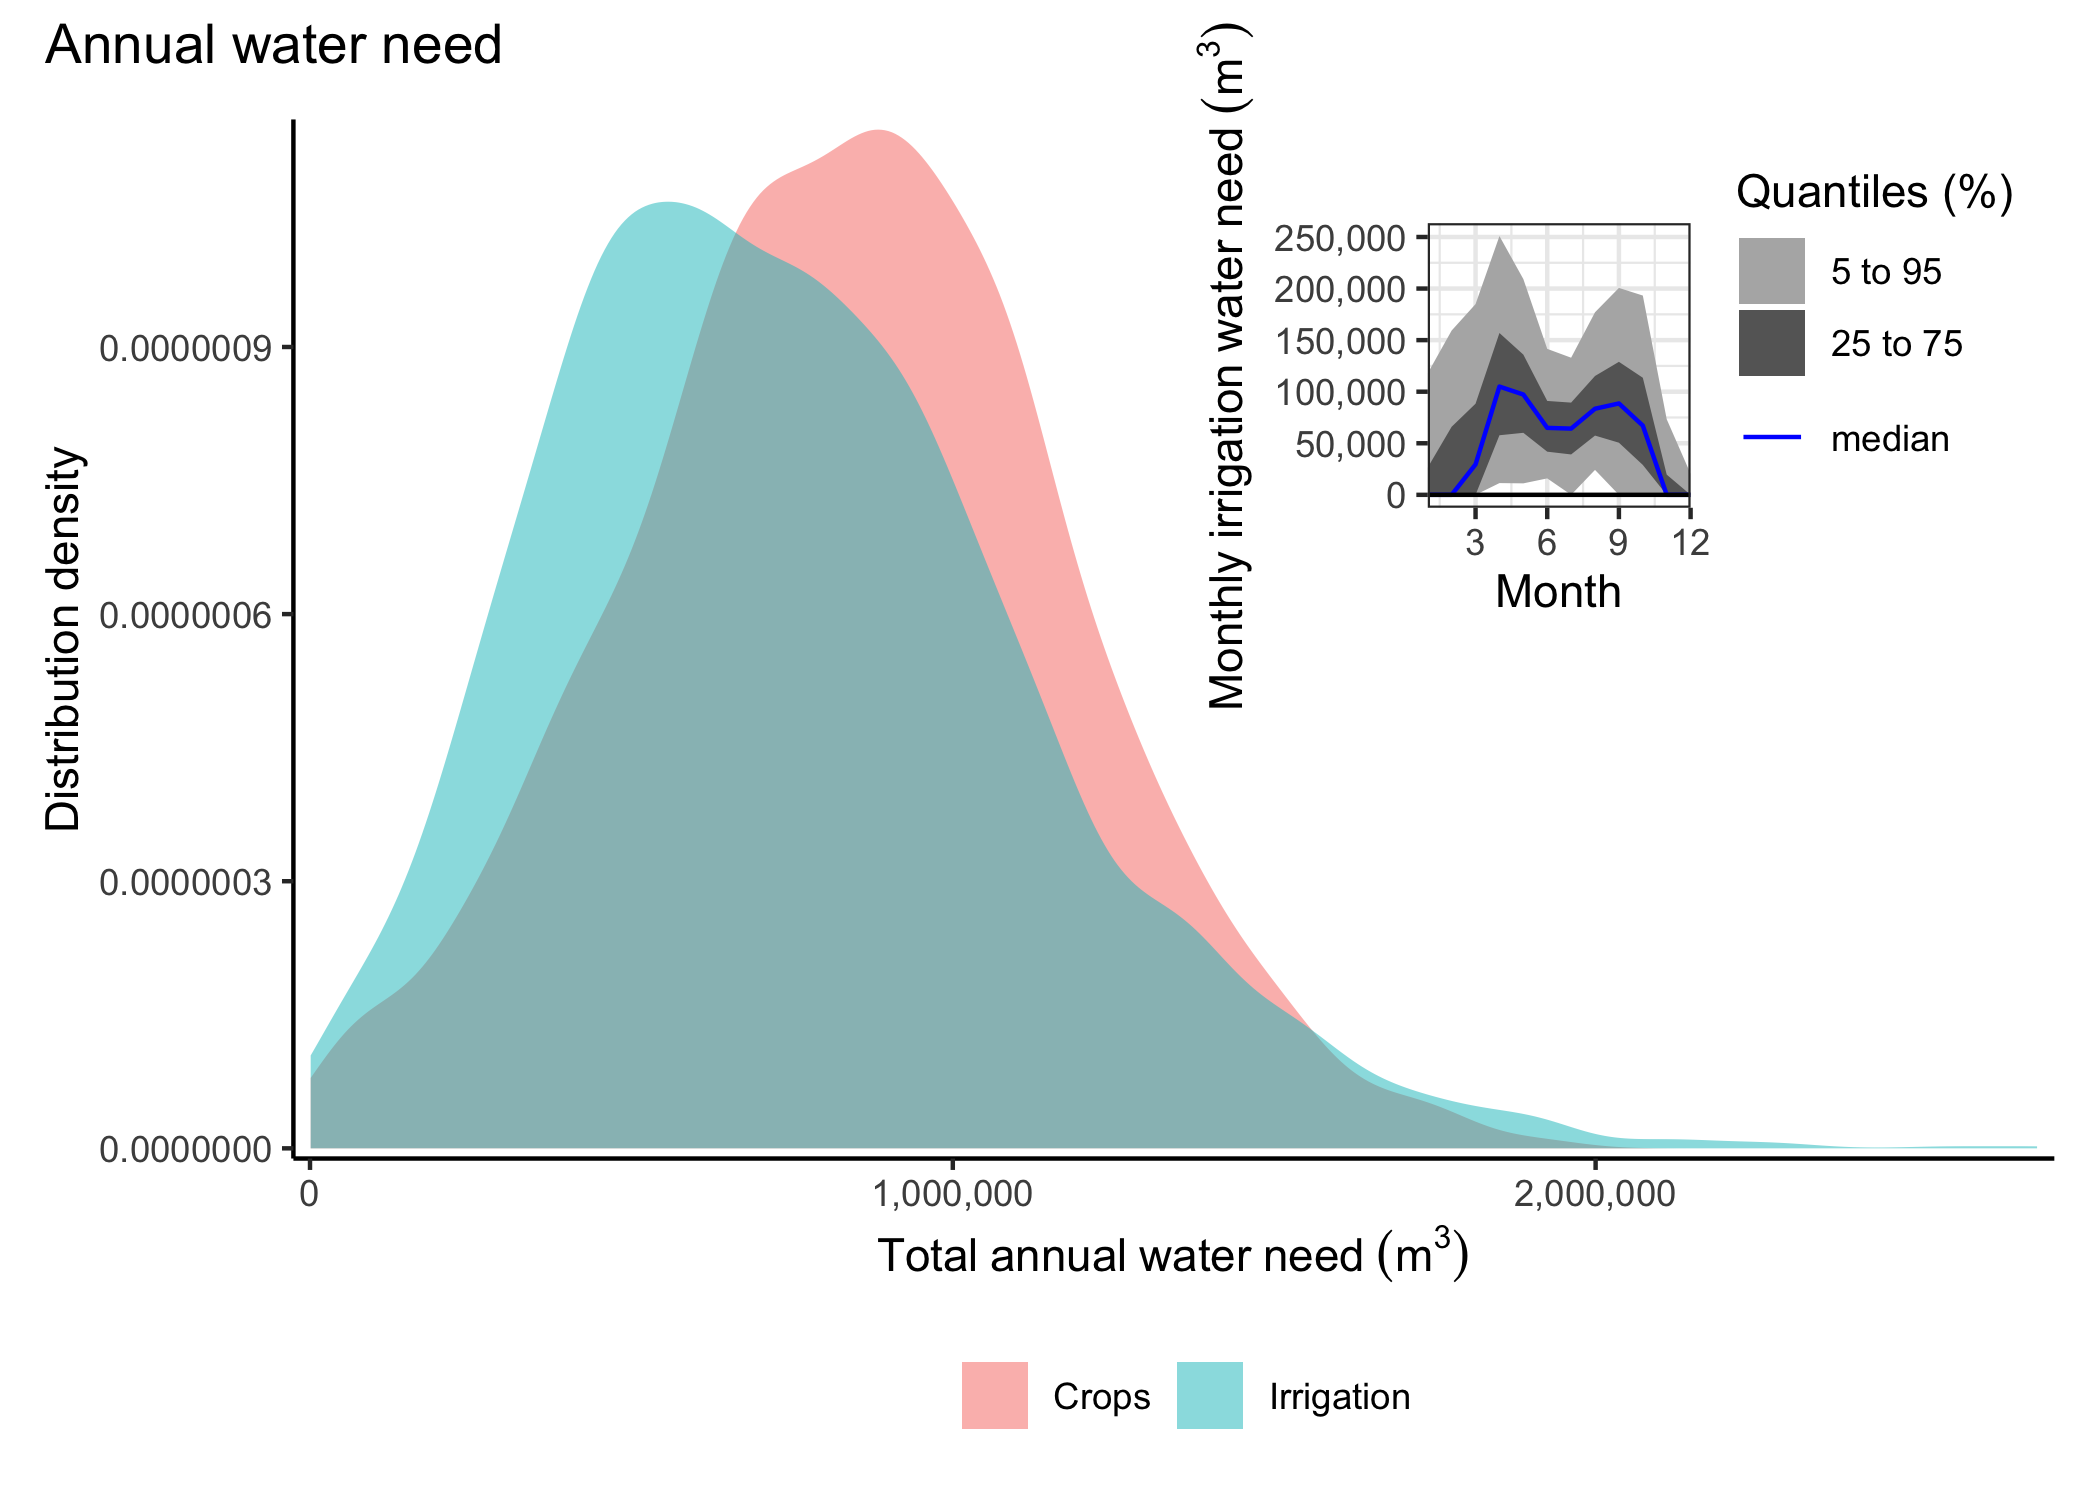 Annual water need
Distribution density
0.0000009
0.0000006
0.0000003
0.0000000
0
1,000,000
2,000,000
Total annual water need (m³)
Crops
Irrigation
Monthly irrigation water need (m³)
250,000
200,000
150,000
100,000
50,000
0
3
6
9
12
Month
Quantiles (%)
5 to 95
25 to 75
median